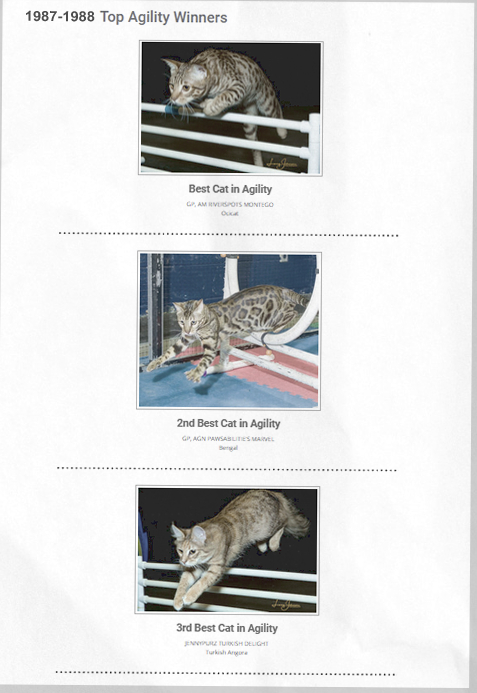 1987-1988 Top Agility Winners
Best Cat in Agility
GP, AM RIVERSPOTS MONTEGO
Ocicat
2nd Best Cat in Agility
GP, AGN PAWSABILITIE'S MARVEL
Bengal
3rd Best Cat in Agility
JENNYPURZ TURKISH DELIGHT
Turkish Angora